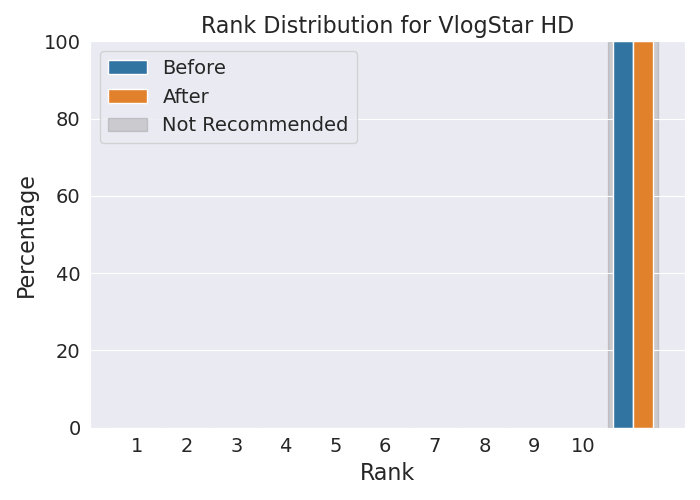 Rank Distribution for VlogStar HD
100
80
60
40
20
0
Percentage
Before
After
Not Recommended
1 2 3 4 5 6 7 8 9 10
Rank